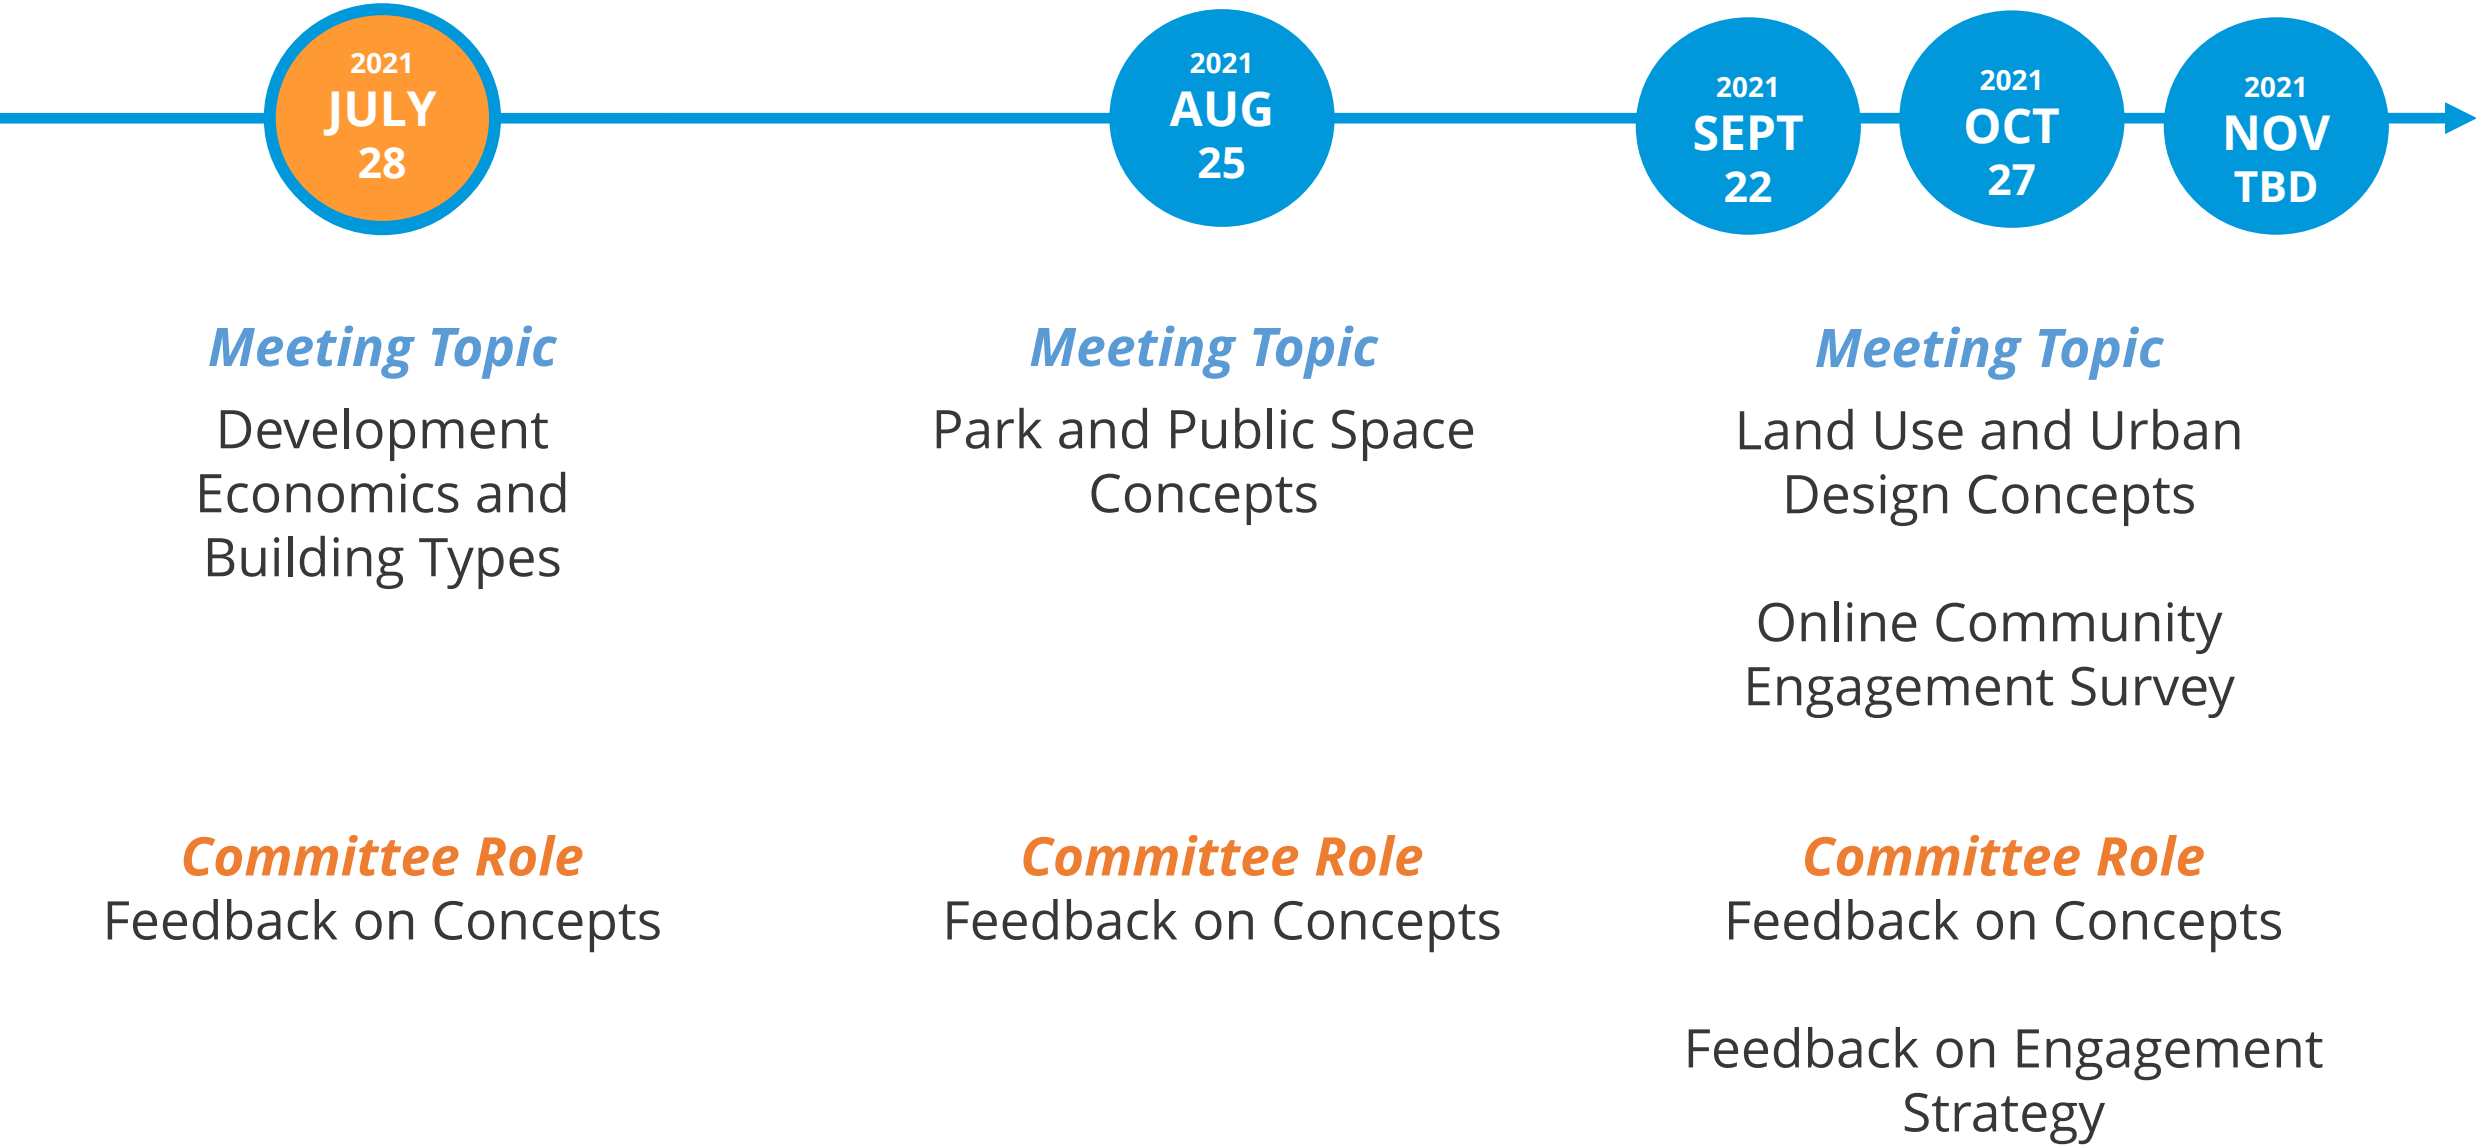 2021
JULY
28
2021
AUG
25
2021
SEPT
22
2021
OCT
27
2021
NOV
TBD
Meeting Topic
Development
Economics and
Building Types
Committee Role
Feedback on Concepts
Meeting Topic
Park and Public Space
Concepts
Committee Role
Feedback on Concepts
Meeting Topic
Land Use and Urban
Design Concepts
Online Community
Engagement Survey
Committee Role
Feedback on Concepts
Feedback on Engagement
Strategy